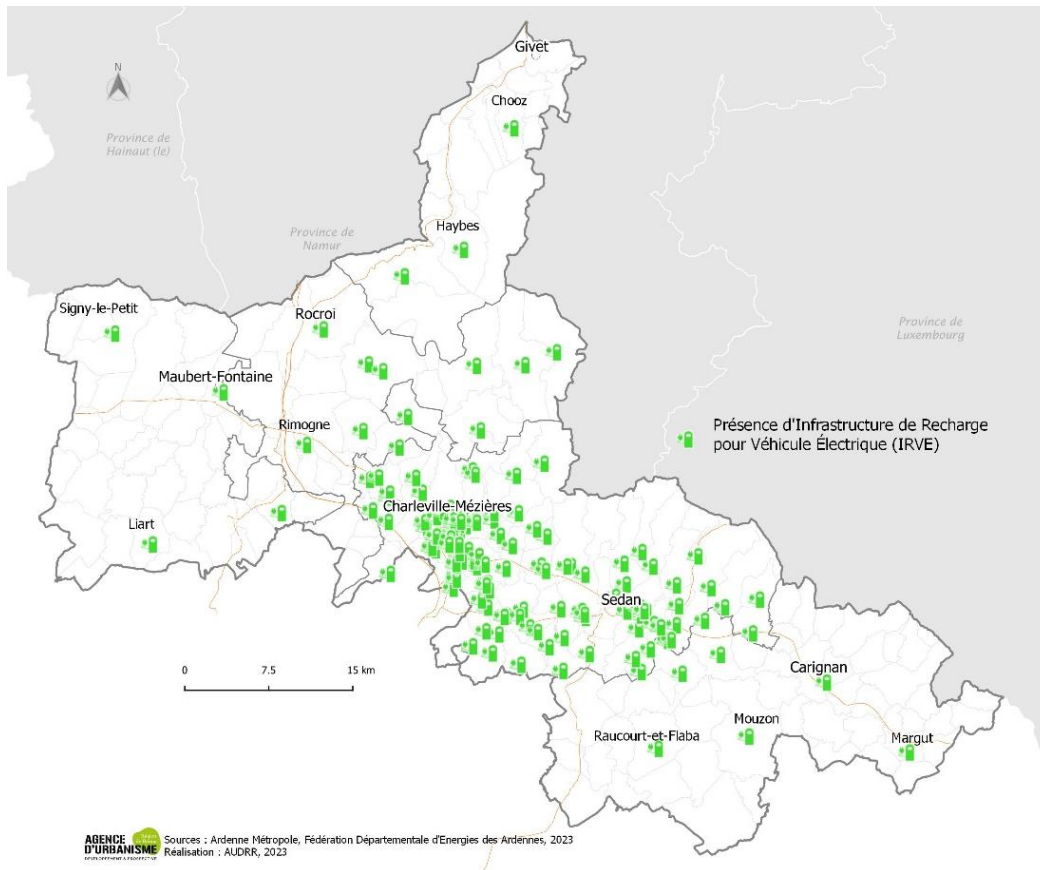 Givet
N
Chooz
Province de
Hainaut (le)
Haybes
Province de
Namur
Signy-le-Petit
Rocroi
Province de
Luxembourg
Maubert-Fontaine
Rimogne
Présence d'Infrastructure de Recharge
pour Véhicule Électrique (IRVE)
Charleville-Mézières
Liart
Sedan
0 7.5 15 km
Carignan
Mouzon
Raucourt-et-Flaba
Margut
AGENCE
D'URBANISME
Sources : Ardenne Métropole, Fédération Départementale d'Energies des Ardennes, 2023
Réalisation : AUDRR, 2023